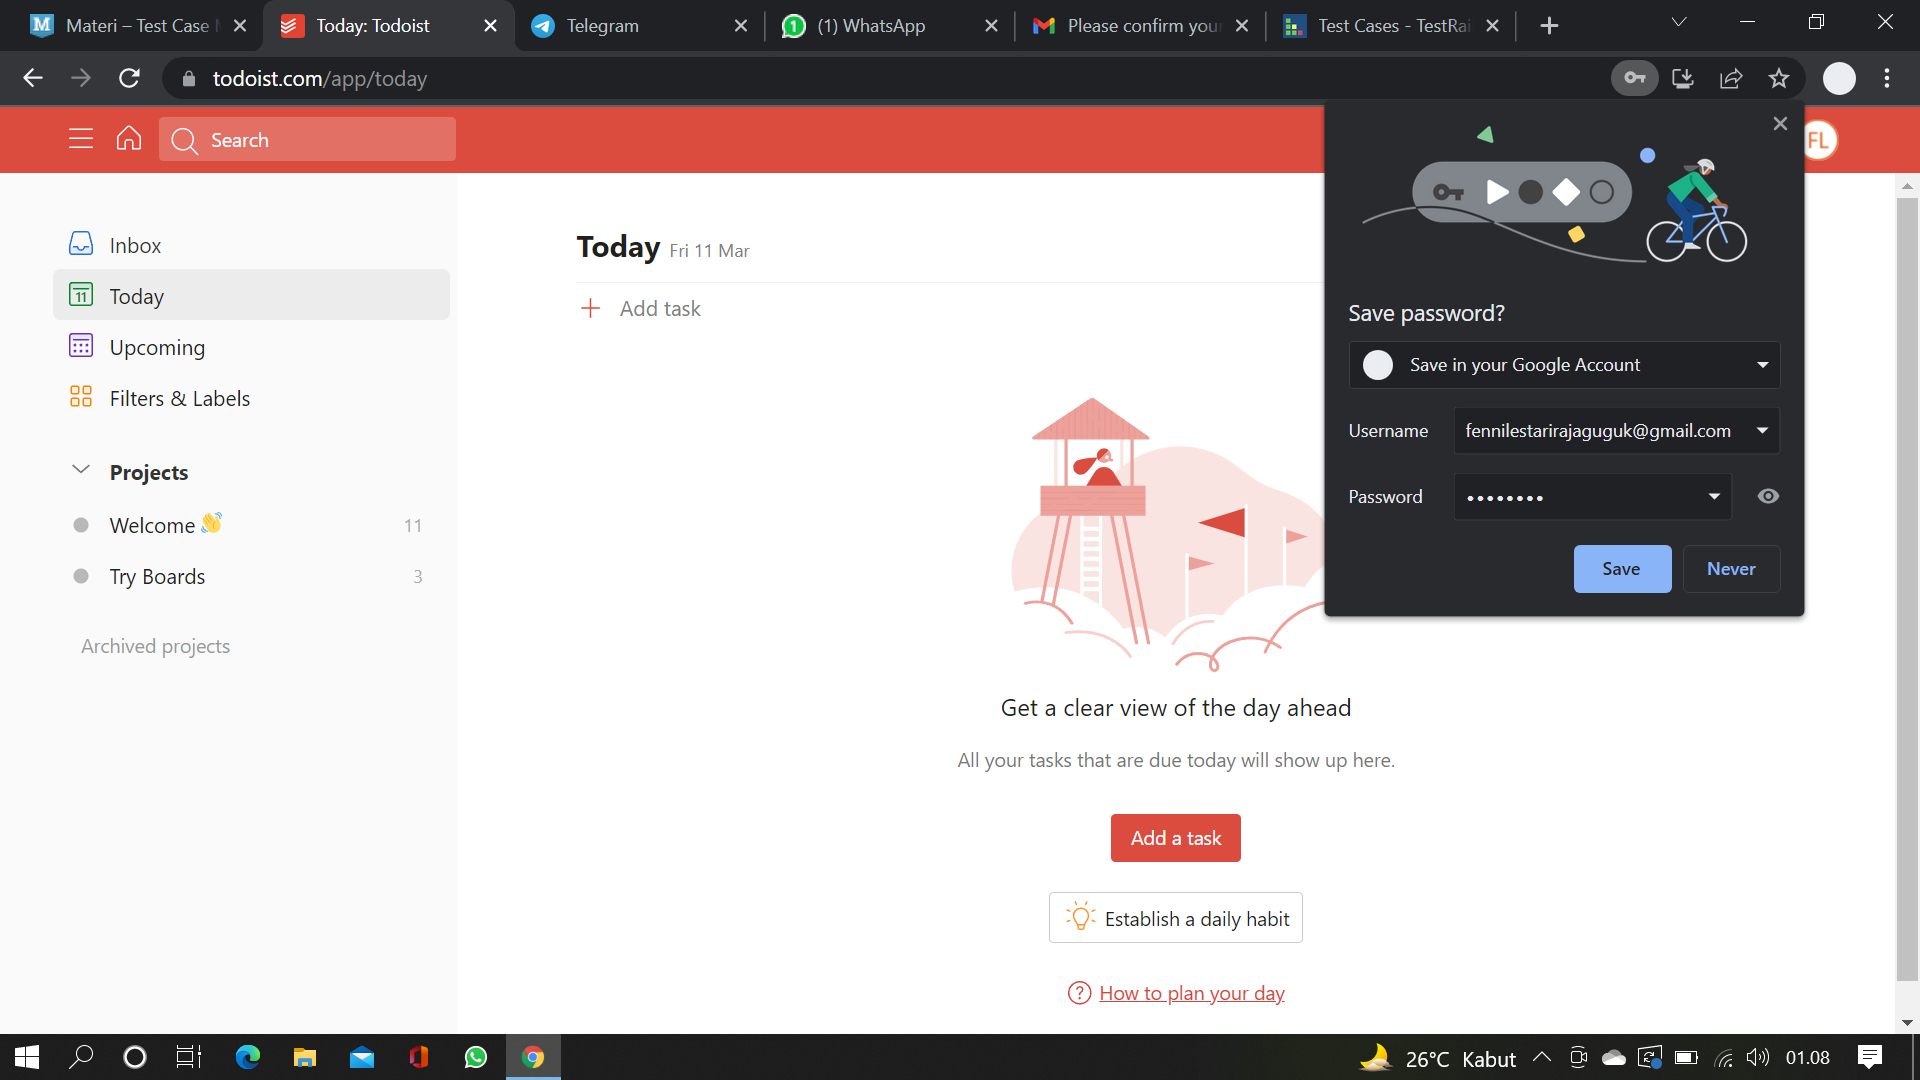 Materi – Test Case
Today: Todoist
Telegram
(1) WhatsApp
Please confirm your
Test Cases - TestRai
todoist.com/app/today
Search
FL
Inbox
11
Today
Upcoming
Filters & Labels
Projects
Welcome👋 11
Try Boards 3
Archived projects
Today Fri 11 Mar
Add task
Get a clear view of the day ahead
All your tasks that are due today will show up here.
Add a task
Establish a daily habit
How to plan your day
Save password?
Save in your Google Account
Username fennilestarirajaguguk@gmail.com
Password ••••••••
Save Never
26°C Kabut 01.08